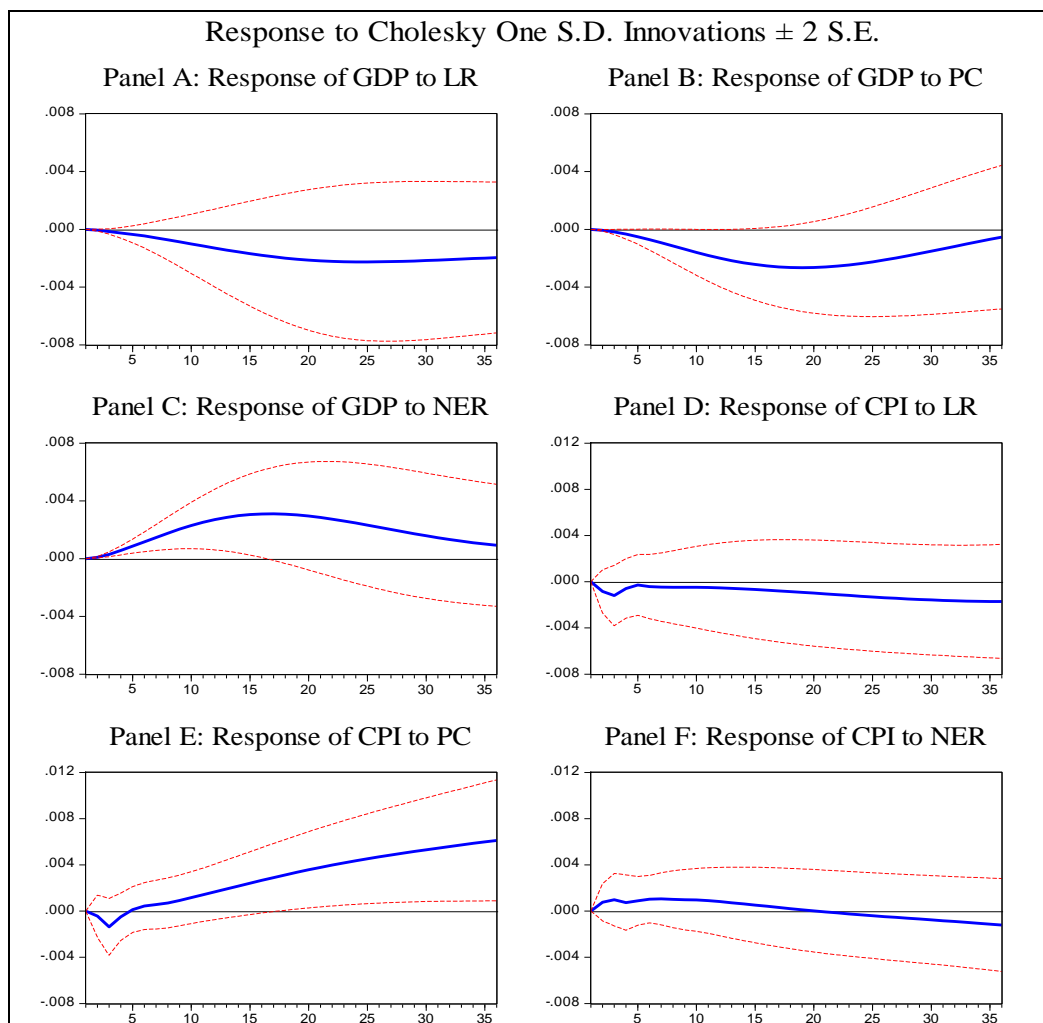 Response to Cholesky One S.D. Innovations ± 2 S.E.
Panel A: Response of GDP to LR
.008
.004
.000
-.004
-.008
5 10 15 20 25 30 35
Panel B: Response of GDP to PC
.008
.004
.000
-.004
-.008
5 10 15 20 25 30 35
Panel C: Response of GDP to NER
.008
.004
.000
-.004
-.008
5 10 15 20 25 30 35
Panel D: Response of CPI to LR
.012
.008
.004
.000
-.004
-.008
5 10 15 20 25 30 35
Panel E: Response of CPI to PC
.012
.008
.004
.000
-.004
-.008
5 10 15 20 25 30 35
Panel F: Response of CPI to NER
.012
.008
.004
.000
-.004
-.008
5 10 15 20 25 30 35